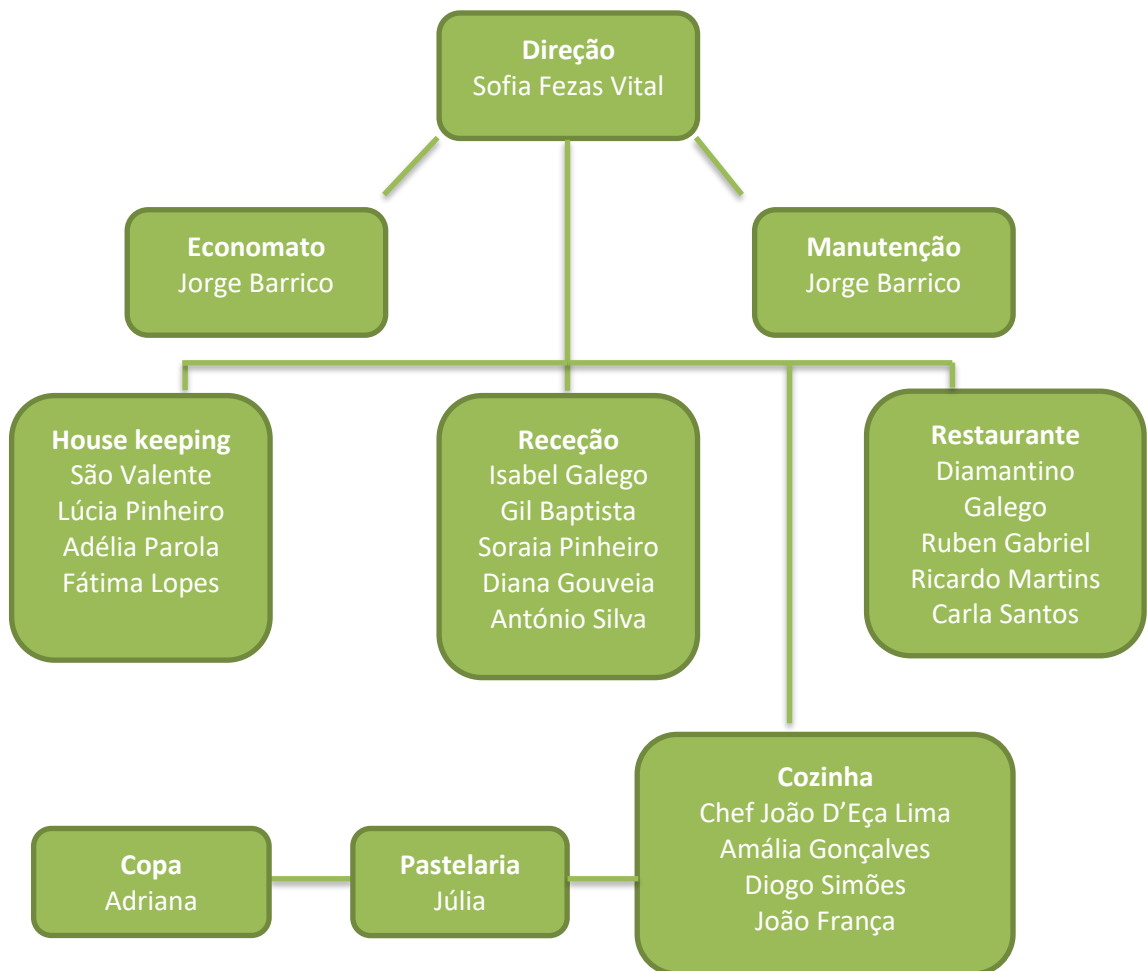 Direção
Sofia Fezas Vital
Economato
Jorge Barrico
Manutenção
Jorge Barrico
House keeping
São Valente
Lúcia Pinheiro
Adélia Parola
Fátima Lopes
Receção
Isabel Galego
Gil Baptista
Soraia Pinheiro
Diana Gouveia
António Silva
Restaurante
Diamantino
Galego
Ruben Gabriel
Ricardo Martins
Carla Santos
Cozinha
Chef João D’Eça Lima
Amália Gonçalves
Diogo Simões
João França
Copa
Adriana
Pastelaria
Júlia